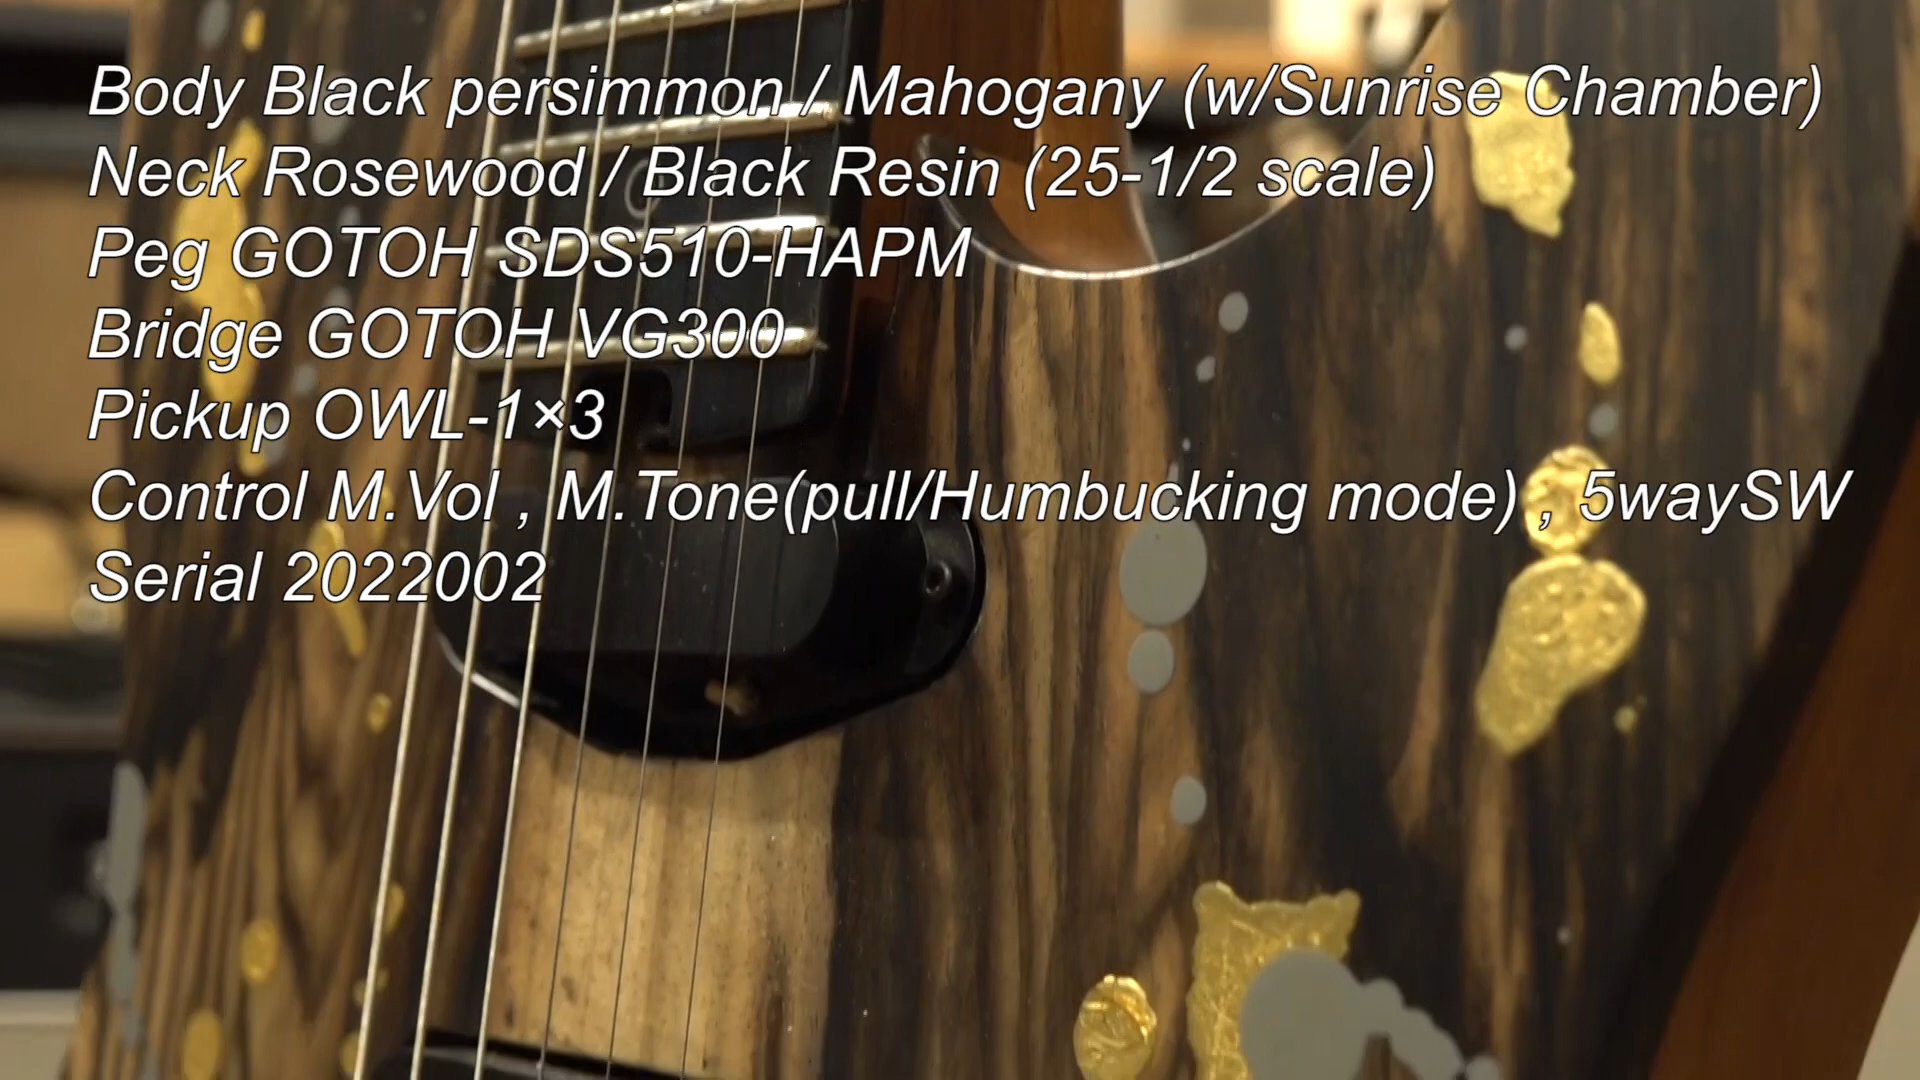 Body Black persimmon / Mahogany (w/Sunrise Chamber)
Neck Rosewood / Black Resin (25-1/2 scale)
Peg GOTOH SDS510-HAPM
Bridge GOTOH VG300
Pickup OWL-1×3
Control M.Vol , M.Tone(pull/Humbucking mode) , 5waySW
Serial 2022002